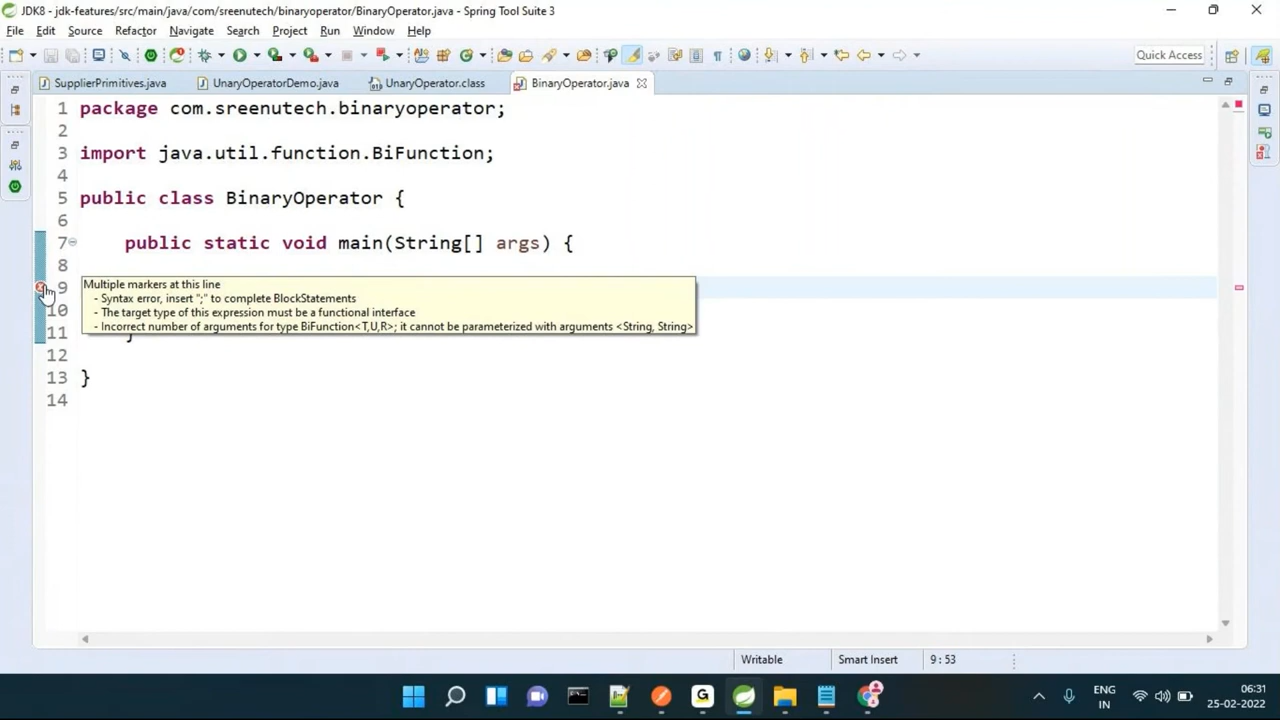 JDK8 - jdk-features/src/main/java/com/sreenutech/binaryoperator/BinaryOperator.java - Spring Tool Suite 3
File Edit Source Refactor Navigate Search Project Run Window Help
Quick Access
SupplierPrimitives.java UnaryOperatorDemo.java UnaryOperator.class BinaryOperator.java
1 package com.sreenutech.binaryoperator;
2
3 import java.util.function.BiFunction;
4
5 public class BinaryOperator {
6
7 public static void main(String[] args) {
8
Multiple markers at this line
9 - Syntax error, insert ";" to complete BlockStatements
10 - The target type of this expression must be a functional interface
11 - Incorrect number of arguments for type BiFunction<T,U,R>; it cannot be parameterized with arguments <String, String>
}
12
13 }
14
Writable Smart Insert 9 : 53
ENG 06:31
IN 25-02-2022